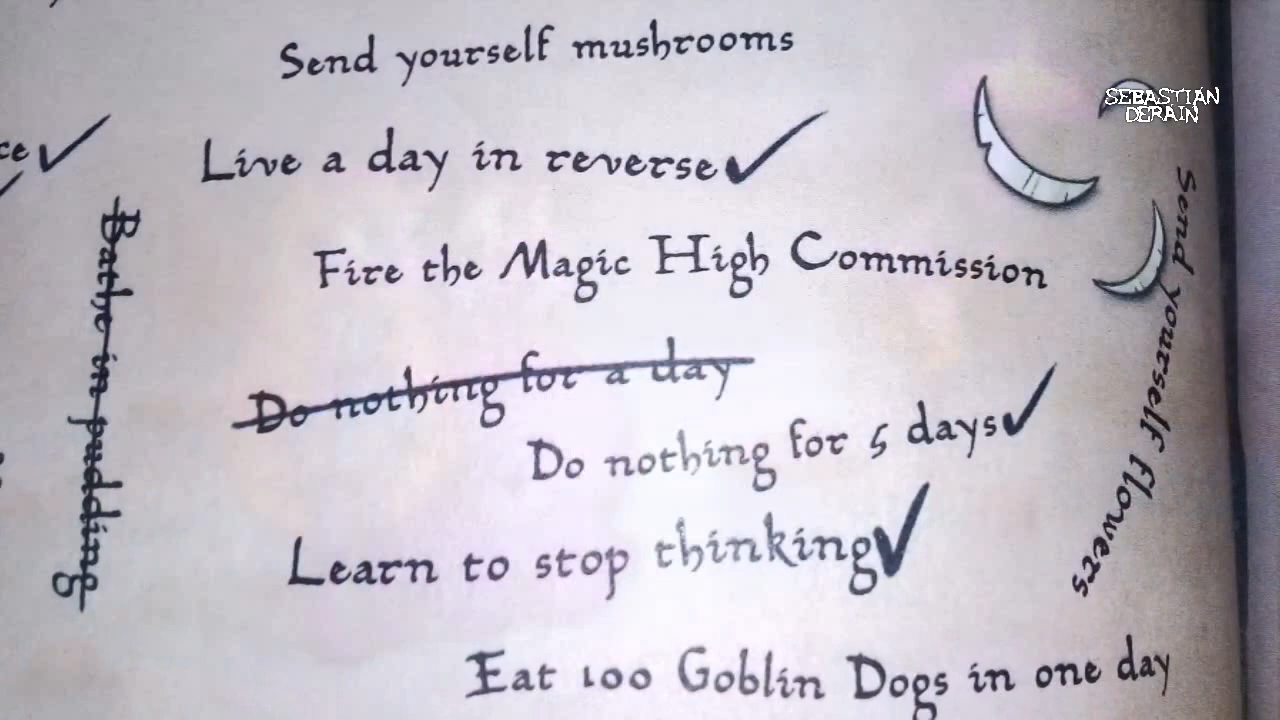 Send yourself mushrooms
SEBASTIAN
DERAIN
Live a day in reverse
Fire the Magic High Commission
Send yourself flowers
Bathe in pudding
Do nothing for a day
Do nothing for 5 days
Learn to stop thinking
Eat 100 Goblin Dogs in one day